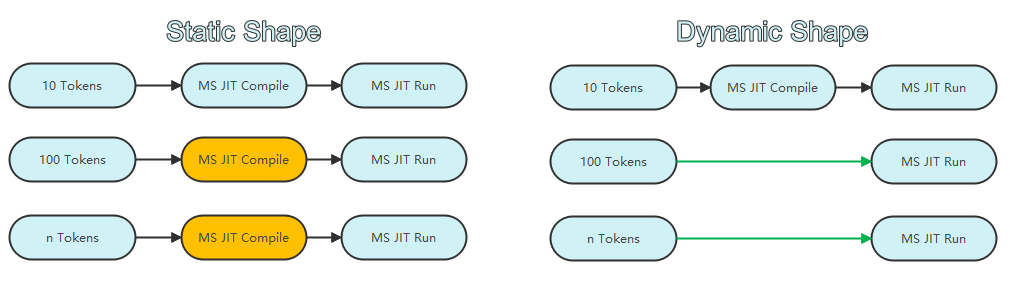 Static Shape
10 Tokens
MS JIT Compile
MS JIT Run
100 Tokens
MS JIT Compile
MS JIT Run
n Tokens
MS JIT Compile
MS JIT Run
Dynamic Shape
10 Tokens
MS JIT Compile
MS JIT Run
100 Tokens
MS JIT Run
n Tokens
MS JIT Run